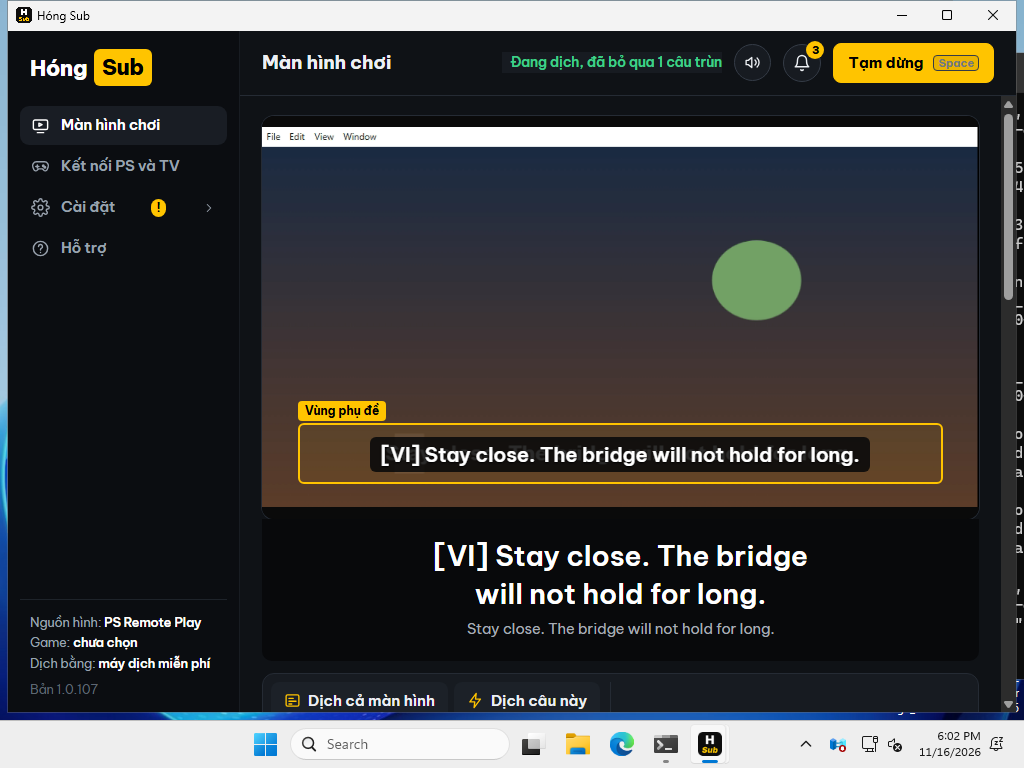 Hóng Sub
Hóng Sub
Màn hình chơi
Kết nối PS và TV
Cài đặt !
Hỗ trợ
Nguồn hình: PS Remote Play
Game: chưa chọn
Dịch bằng: máy dịch miễn phí
Bản 1.0.107
Màn hình chơi
Đang dịch, đã bỏ qua 1 câu trùn
3
Tạm dừng Space
File Edit View Window
Vùng phụ đề
[VI] Stay close. The bridge will not hold for long.
[VI] Stay close. The bridge
will not hold for long.
Stay close. The bridge will not hold for long.
Dịch cả màn hình
Dịch câu này
Search
H Sub
6:02 PM
11/16/2026